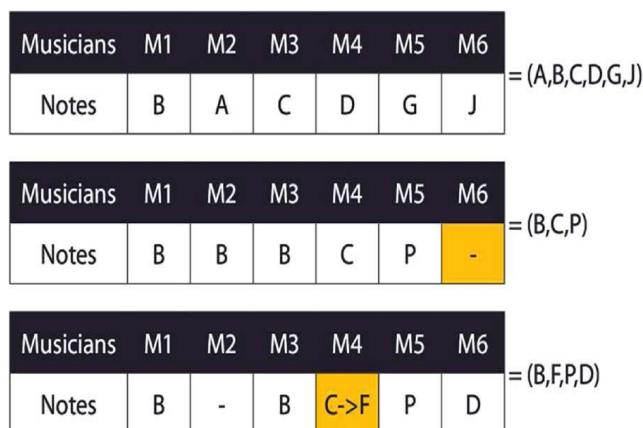 Musicians M1 M2 M3 M4 M5 M6
Notes B A C D G J
= (A,B,C,D,G,J)
Musicians M1 M2 M3 M4 M5 M6
Notes B B B C P -
= (B,C,P)
Musicians M1 M2 M3 M4 M5 M6
Notes B - B C->F P D
= (B,F,P,D)